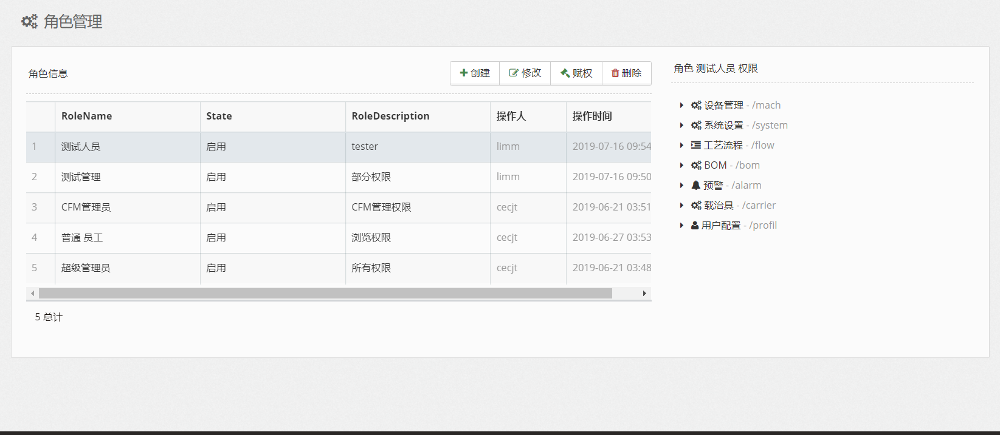 角色管理
角色信息
创建 修改 赋权 删除
RoleName State RoleDescription 操作人 操作时间
1 测试人员 启用 tester limm 2019-07-16 09:54
2 测试管理 启用 部分权限 limm 2019-07-16 09:50
3 CFM管理员 启用 CFM管理权限 cecjt 2019-06-21 03:51
4 普通 员工 启用 浏览权限 cecjt 2019-06-27 03:53
5 超级管理员 启用 所有权限 cecjt 2019-06-21 03:48
5 总计
角色 测试人员 权限
设备管理 - /mach
系统设置 - /system
工艺流程 - /flow
BOM - /bom
预警 - /alarm
载治具 - /carrier
用户配置 - /profil